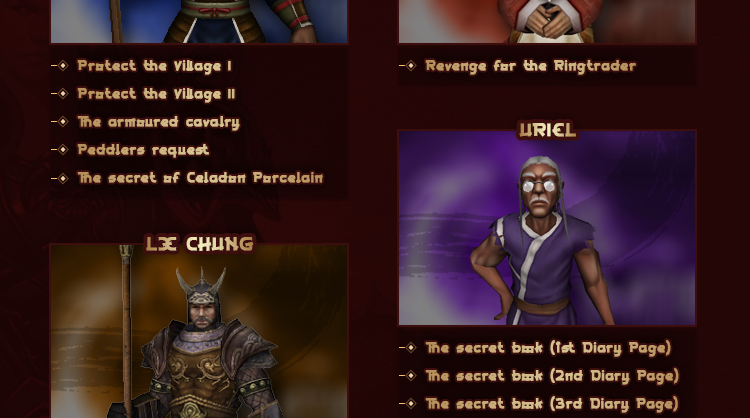 Protect the Village I
Protect the Village II
The armoured cavalry
Peddlers request
The secret of Celadon Porcelain
LEE CHUNG
Revenge for the Ringtrader
URIEL
The secret book (1st Diary Page)
The secret book (2nd Diary Page)
The secret book (3rd Diary Page)